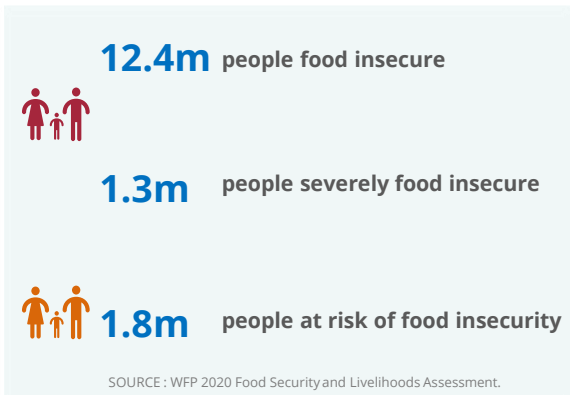 12.4m people food insecure
1.3m people severely food insecure
1.8m people at risk of food insecurity
SOURCE : WFP 2020 Food Security and Livelihoods Assessment.